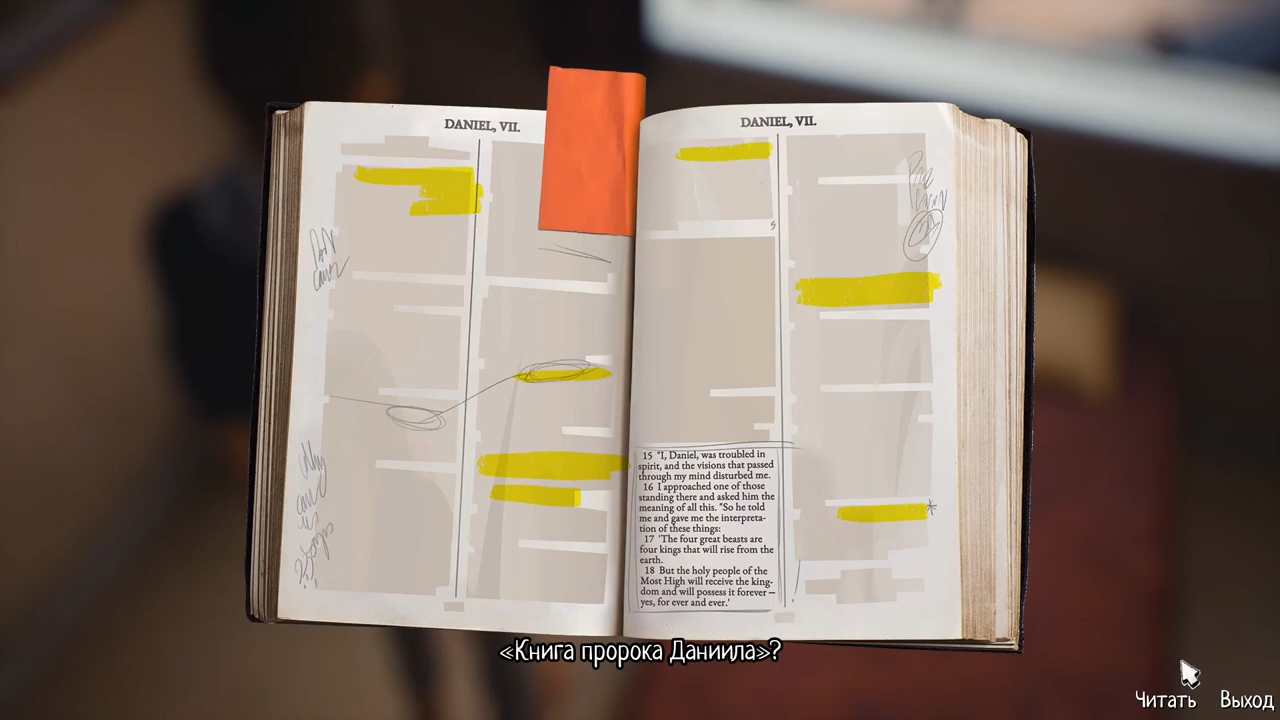 DANIEL, VII.
DANIEL, VII.
5
15 "I, Daniel, was troubled in
spirit, and the visions that passed
through my mind disturbed me.
16 I approached one of those
standing there and asked him the
meaning of all this. "So he told
me and gave me the interpreta-
tion of these things:
17 'The four great beasts are
four kings that will rise from the
earth.
18 But the holy people of the
Most High will receive the king-
dom and will possess it forever –
yes, for ever and ever.'
*
«Книга пророка Даниила»?
Читать Выход